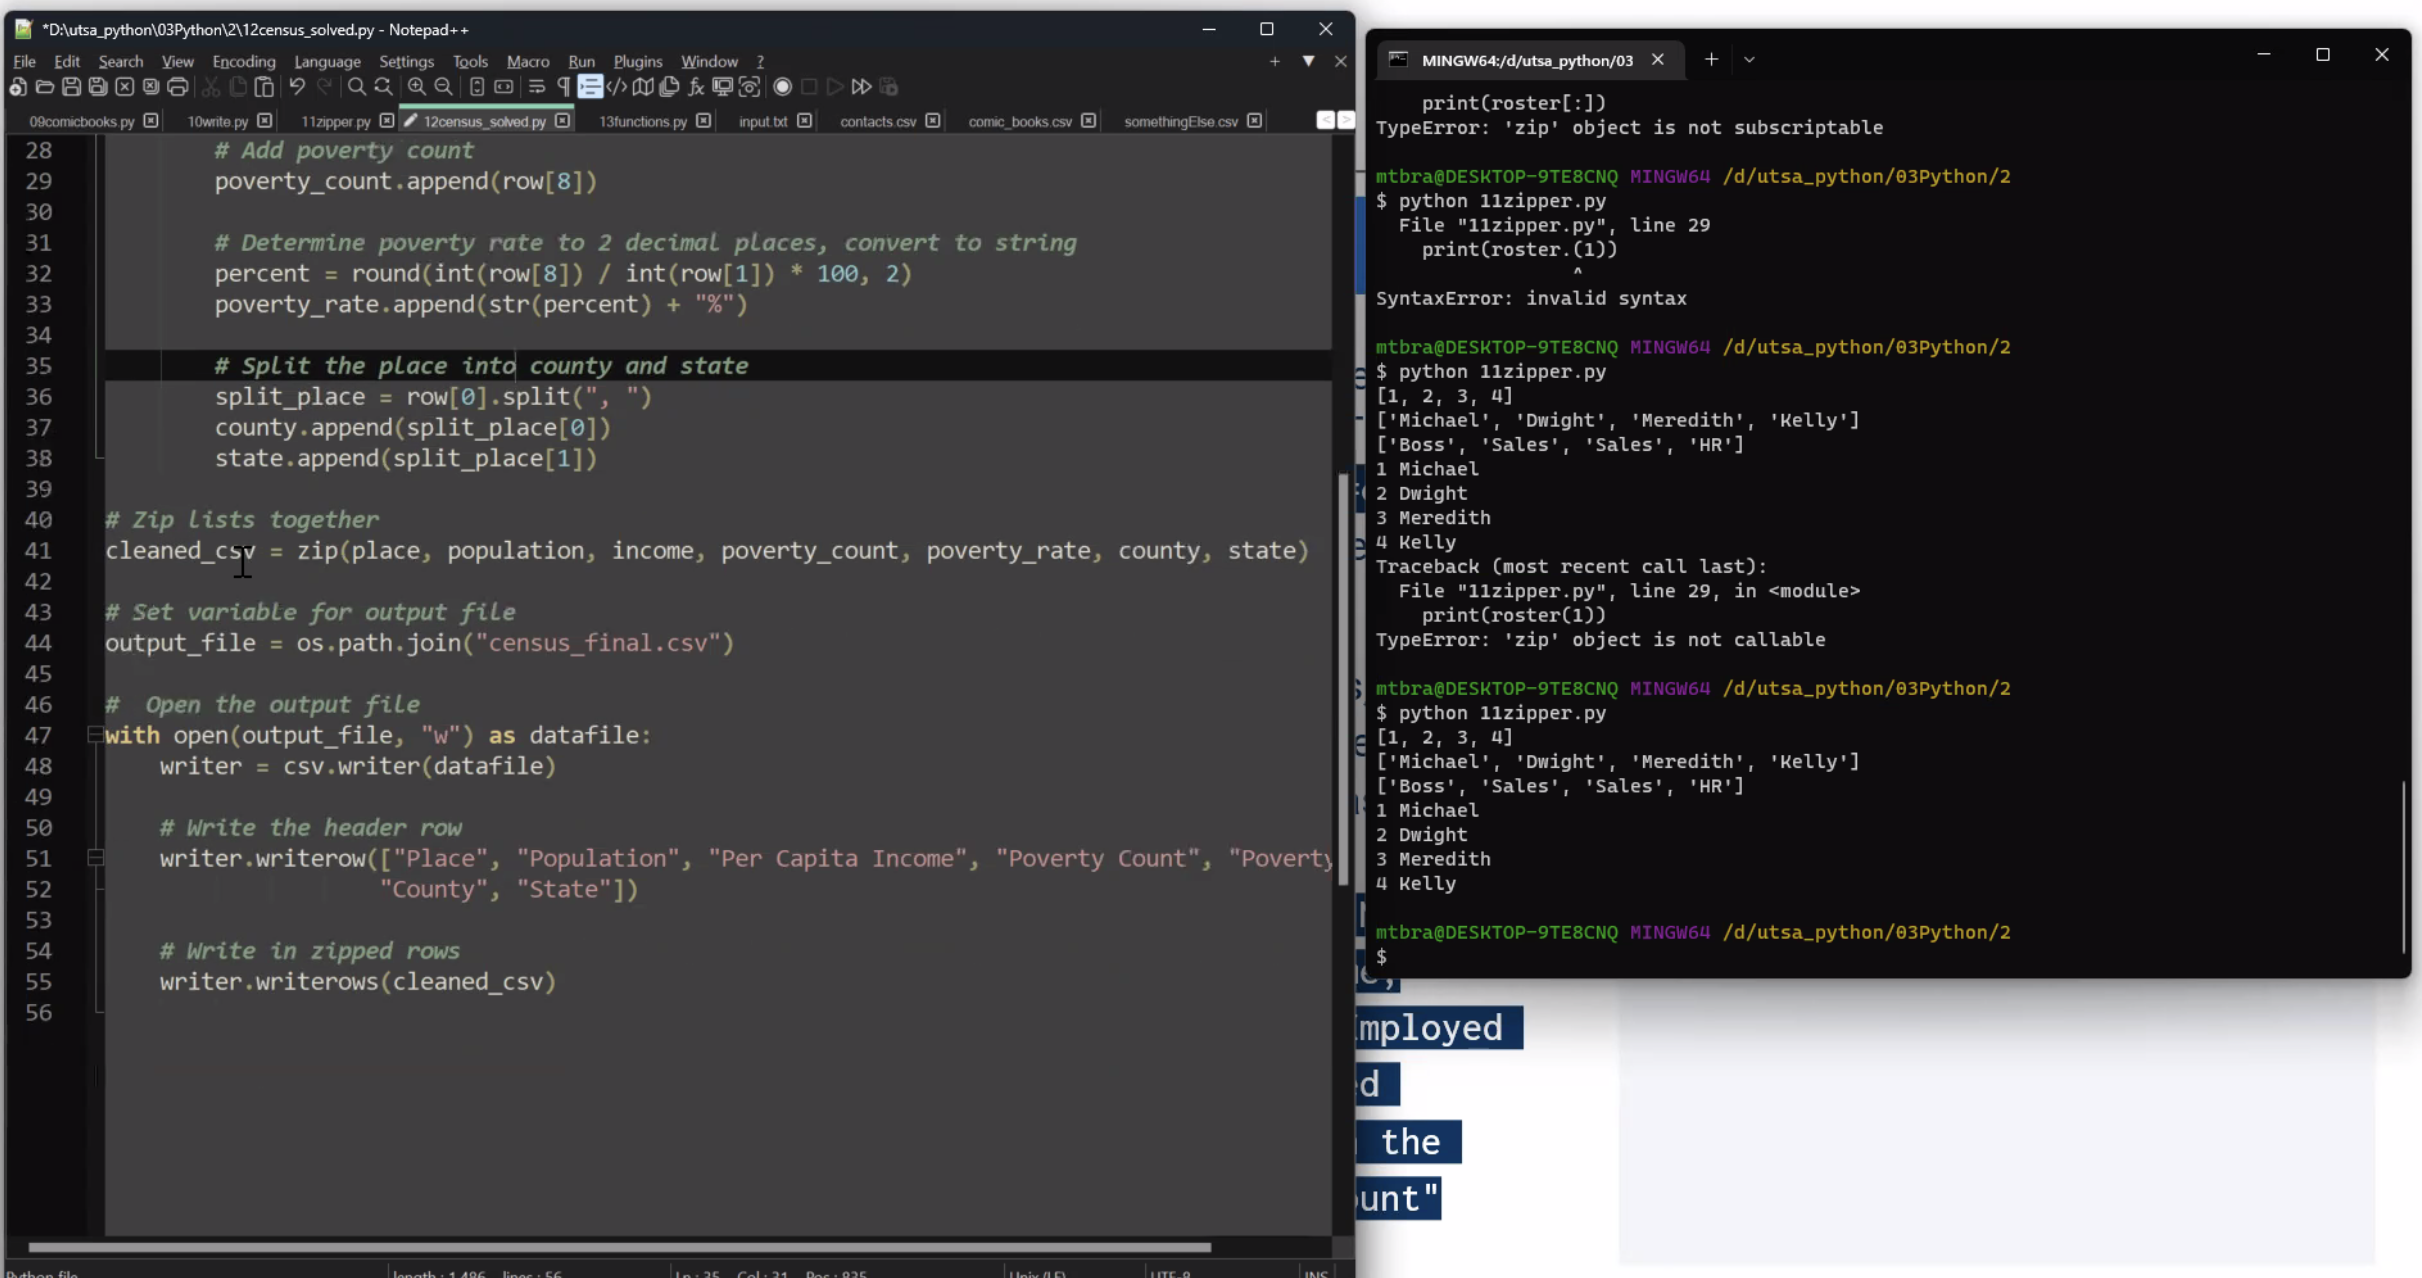 *D:\utsa_python\03Python\2\12census_solved.py - Notepad++
File Edit Search View Encoding Language Settings Tools Macro Run Plugins Window ?
09comicbooks.py 10write.py 11zipper.py 12census_solved.py 13functions.py input.txt contacts.csv comic_books.csv somethingElse.csv
28 # Add poverty count
29 poverty_count.append(row[8])
30
31 # Determine poverty rate to 2 decimal places, convert to string
32 percent = round(int(row[8]) / int(row[1]) * 100, 2)
33 poverty_rate.append(str(percent) + "%")
34
35 # Split the place into county and state
36 split_place = row[0].split(", ")
37 county.append(split_place[0])
38 state.append(split_place[1])
39
40 # Zip lists together
41 cleaned_csv = zip(place, population, income, poverty_count, poverty_rate, county, state)
42
43 # Set variable for output file
44 output_file = os.path.join("census_final.csv")
45
46 #  Open the output file
47 with open(output_file, "w") as datafile:
48 writer = csv.writer(datafile)
49
50 # Write the header row
51 writer.writerow(["Place", "Population", "Per Capita Income", "Poverty Count", "Poverty
52 "County", "State"])
53
54 # Write in zipped rows
55 writer.writerows(cleaned_csv)
56
length : 1,486 lines : 56 Ln : 35 Col : 31 Pos : 835 Unix (LF) UTF-8 INS
MINGW64:/d/utsa_python/03
print(roster[:])
TypeError: 'zip' object is not subscriptable
mtbra@DESKTOP-9TE8CNQ MINGW64 /d/utsa_python/03Python/2
$ python 11zipper.py
File "11zipper.py", line 29
print(roster.(1))
^
SyntaxError: invalid syntax
mtbra@DESKTOP-9TE8CNQ MINGW64 /d/utsa_python/03Python/2
$ python 11zipper.py
[1, 2, 3, 4]
['Michael', 'Dwight', 'Meredith', 'Kelly']
['Boss', 'Sales', 'Sales', 'HR']
1 Michael
2 Dwight
3 Meredith
4 Kelly
Traceback (most recent call last):
File "11zipper.py", line 29, in <module>
print(roster(1))
TypeError: 'zip' object is not callable
mtbra@DESKTOP-9TE8CNQ MINGW64 /d/utsa_python/03Python/2
$ python 11zipper.py
[1, 2, 3, 4]
['Michael', 'Dwight', 'Meredith', 'Kelly']
['Boss', 'Sales', 'Sales', 'HR']
1 Michael
2 Dwight
3 Meredith
4 Kelly
mtbra@DESKTOP-9TE8CNQ MINGW64 /d/utsa_python/03Python/2
$
mployed
ed
the
ount"